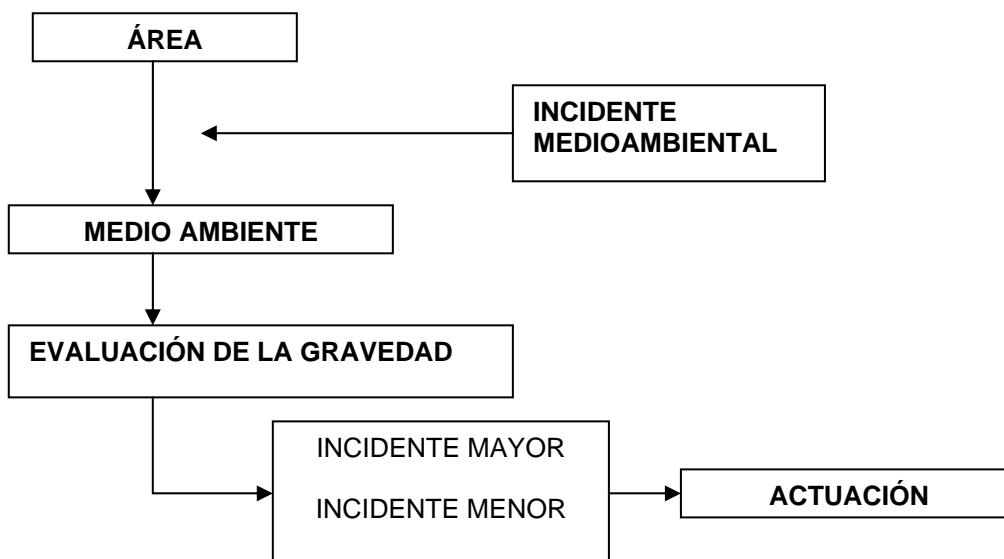 ÁREA
INCIDENTE
MEDIOAMBIENTAL
MEDIO AMBIENTE
EVALUACIÓN DE LA GRAVEDAD
INCIDENTE MAYOR
INCIDENTE MENOR
ACTUACIÓN